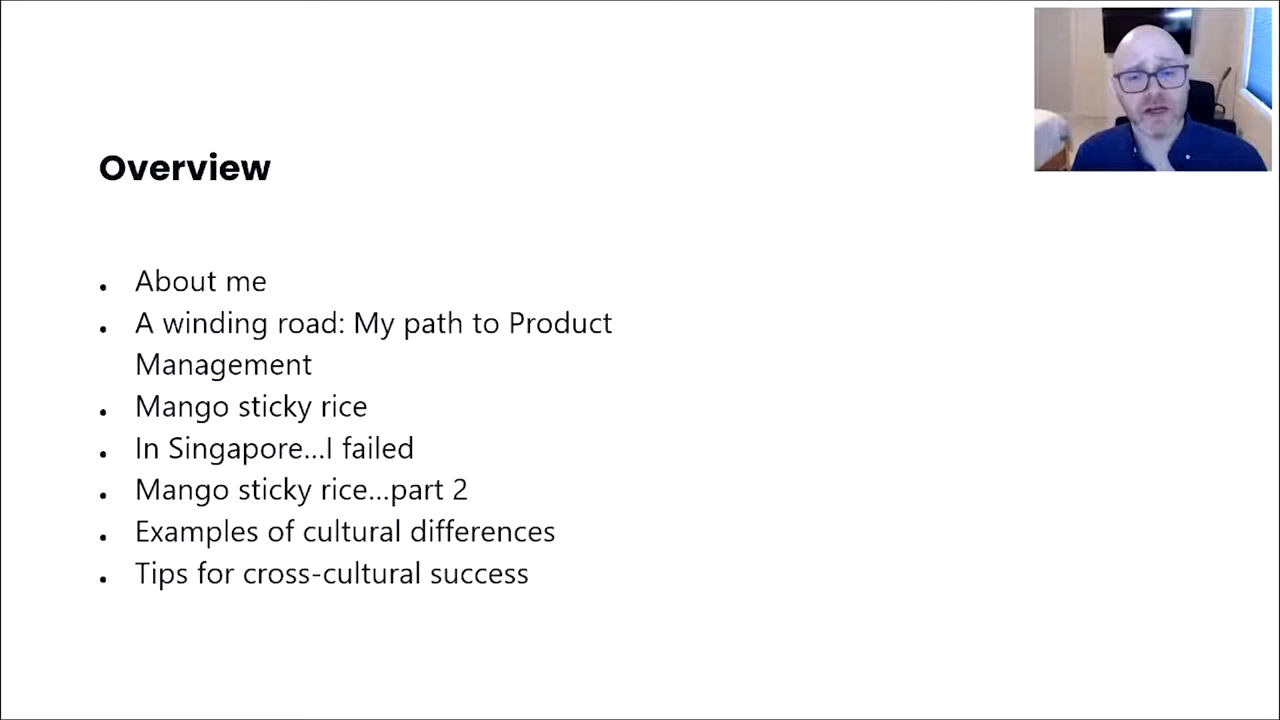 Overview
• About me
• A winding road: My path to Product
Management
• Mango sticky rice
• In Singapore...I failed
• Mango sticky rice...part 2
• Examples of cultural differences
• Tips for cross-cultural success